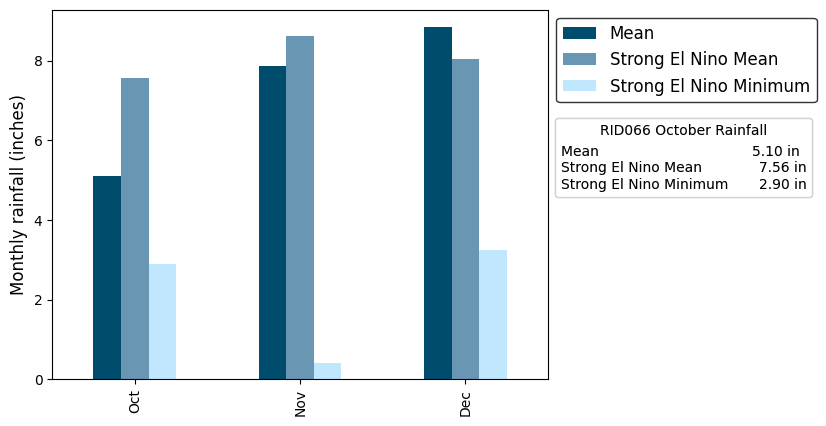 Monthly rainfall (inches)
8
6
4
2
0
Oct
Nov
Dec
Mean
Strong El Nino Mean
Strong El Nino Minimum
RID066 October Rainfall
Mean 5.10 in
Strong El Nino Mean 7.56 in
Strong El Nino Minimum 2.90 in